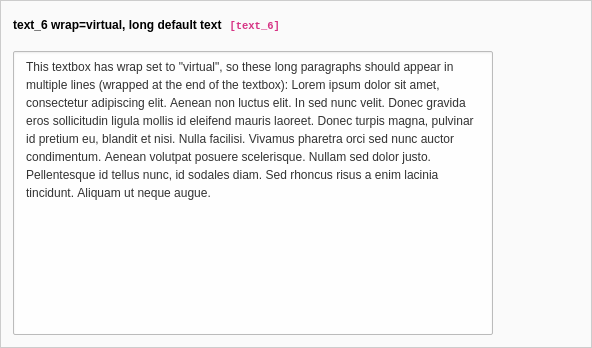 text_6 wrap=virtual, long default text [text_6]
This textbox has wrap set to "virtual", so these long paragraphs should appear in
multiple lines (wrapped at the end of the textbox): Lorem ipsum dolor sit amet,
consectetur adipiscing elit. Aenean non luctus elit. In sed nunc velit. Donec gravida
eros sollicitudin ligula mollis id eleifend mauris laoreet. Donec turpis magna, pulvinar
id pretium eu, blandit et nisi. Nulla facilisi. Vivamus pharetra orci sed nunc auctor
condimentum. Aenean volutpat posuere scelerisque. Nullam sed dolor justo.
Pellentesque id tellus nunc, id sodales diam. Sed rhoncus risus a enim lacinia
tincidunt. Aliquam ut neque augue.